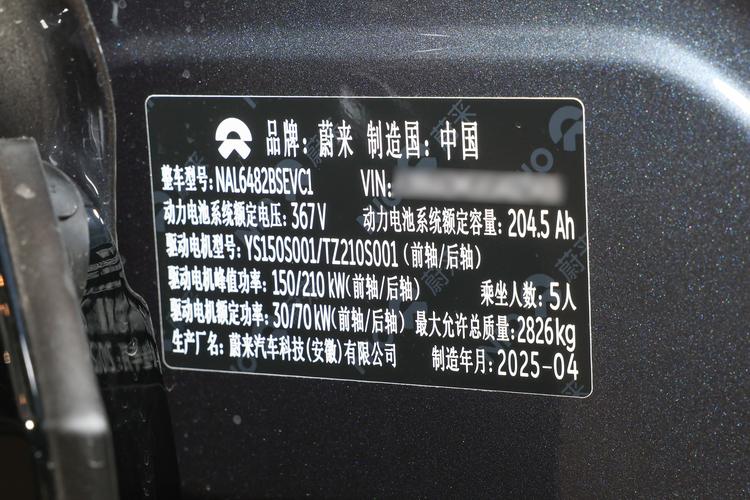 品牌：蔚来 制造国：中国
整车型号：NAL6482BSEVC1 VIN:
动力电池系统额定电压：367V 动力电池系统额定容量：204.5 Ah
驱动电机型号：YS150S001/TZ210S001（前轴/后轴）
驱动电机峰值功率：150/210 kW(前轴/后轴) 乘坐人数：5人
驱动电机额定功率：30/70 kW(前轴/后轴) 最大允许总质量：2826kg
生产厂名：蔚来汽车科技(安徽)有限公司 制造年月：2025-04